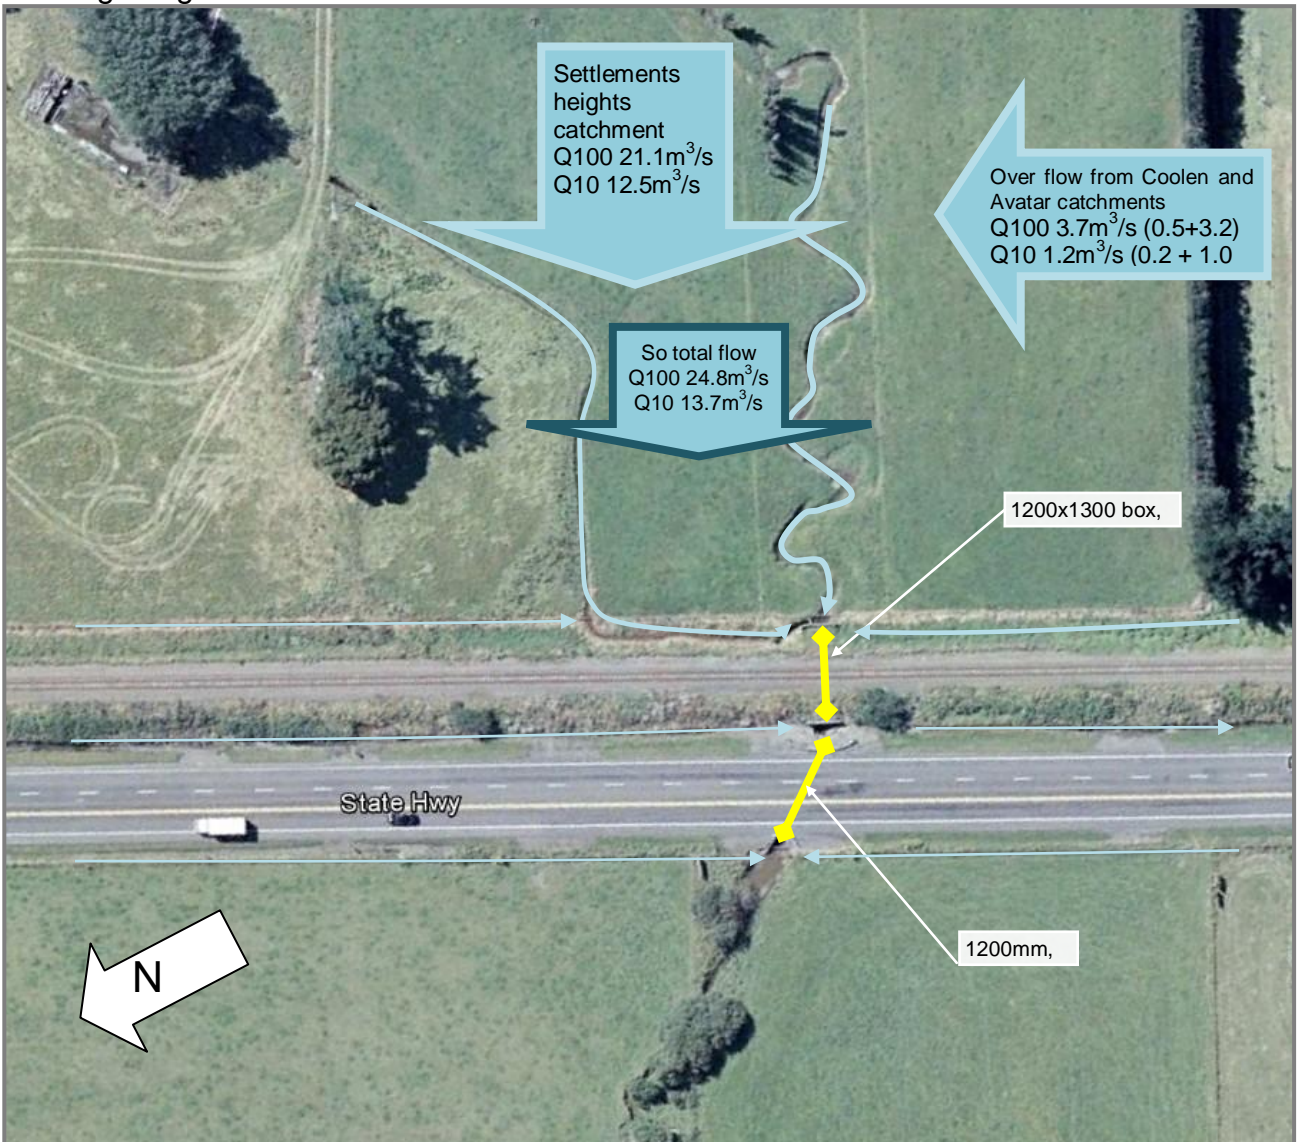 Settlements
heights
catchment
Q100 21.1m³/s
Q10 12.5m³/s
Over flow from Coolen and
Avatar catchments
Q100 3.7m³/s (0.5+3.2)
Q10 1.2m³/s (0.2 + 1.0
So total flow
Q100 24.8m³/s
Q10 13.7m³/s
1200x1300 box,
State Hwy
1200mm,
N